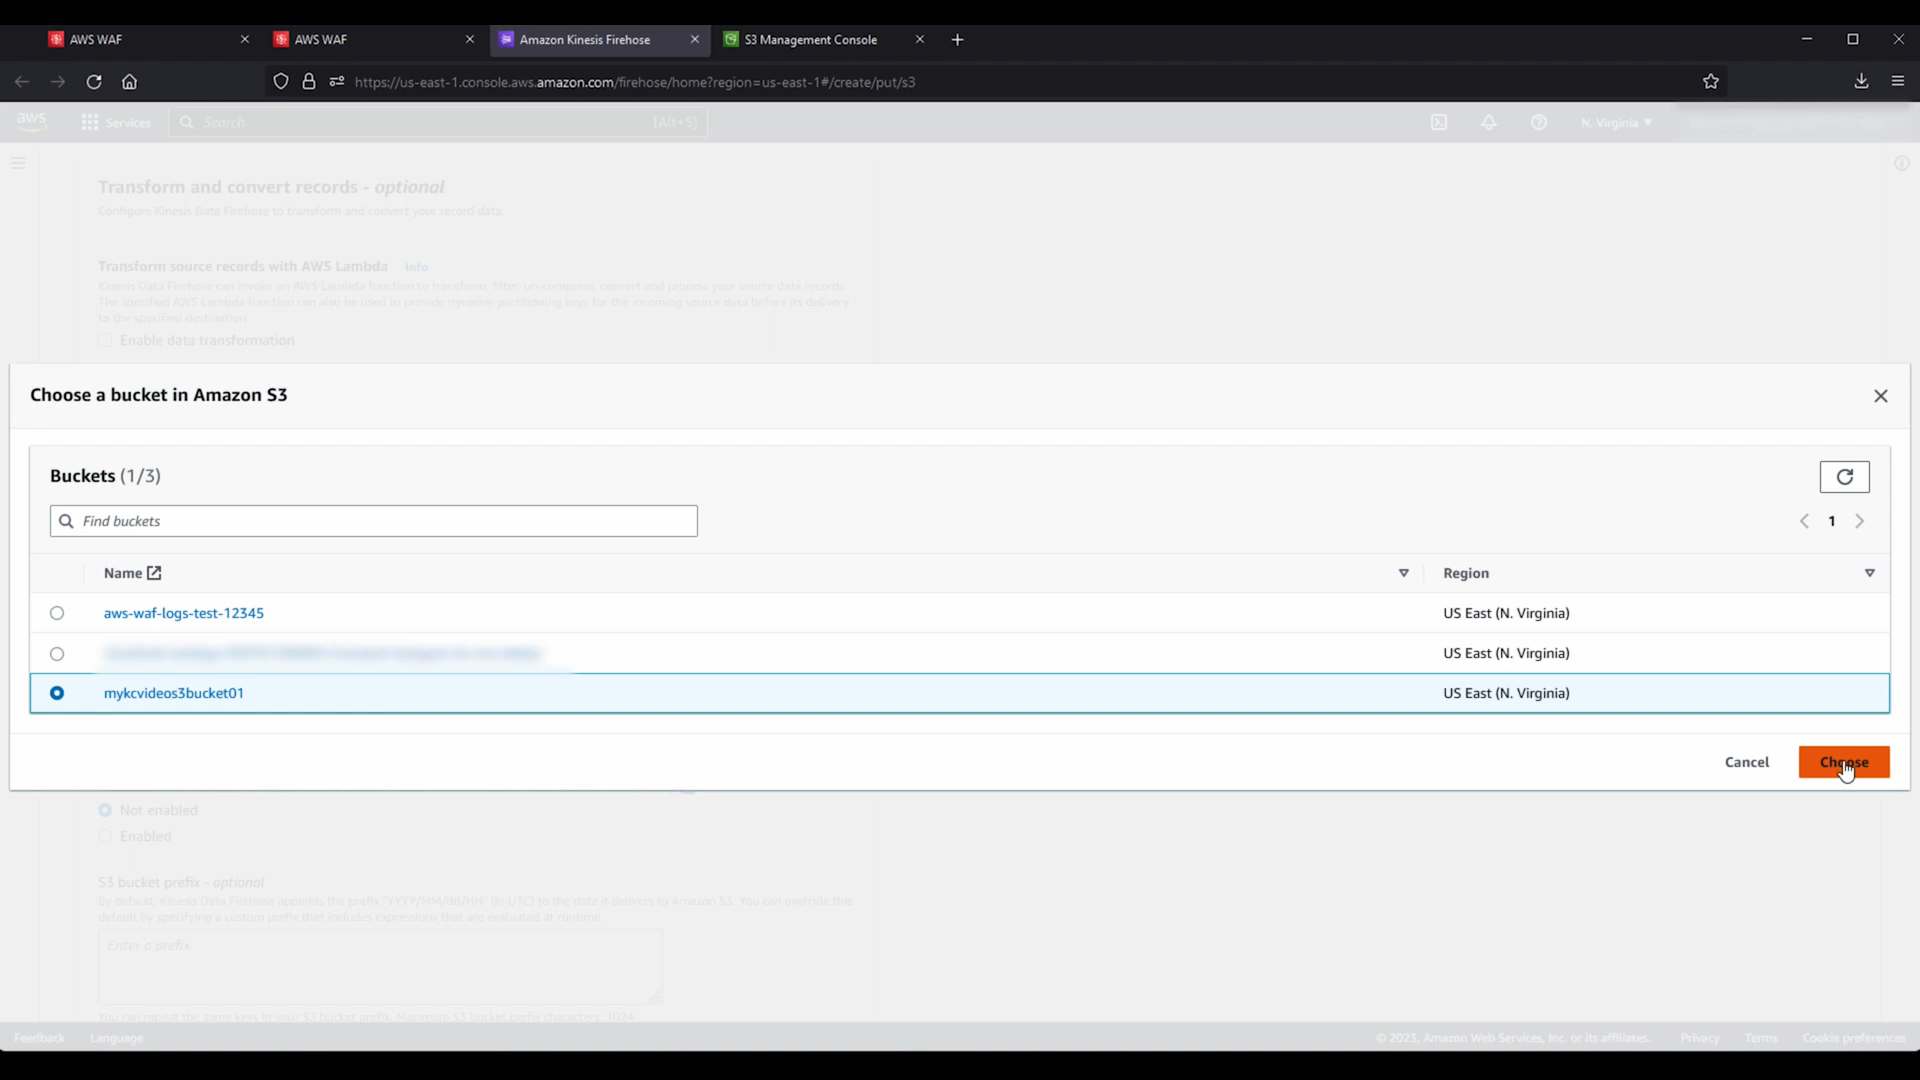 AWS WAF
AWS WAF
Amazon Kinesis Firehose
S3 Management Console
https://us-east-1.console.aws.amazon.com/firehose/home?region=us-east-1#/create/put/s3
aws
Services
Search
[Alt+S]
N. Virginia
Transform and convert records - optional
Configure Kinesis Data Firehose to transform and convert your record data.
Transform source records with AWS Lambda Info
Kinesis Data Firehose can invoke an AWS Lambda function to transform, filter, un-compress, convert and process your source data records.
The specified AWS Lambda function can also be used to provide dynamic partitioning keys for the incoming source data before its delivery
to the specified destination.
Enable data transformation
Choose a bucket in Amazon S3
Buckets (1/3)
Find buckets
1
Name
Region
aws-waf-logs-test-12345
US East (N. Virginia)
US East (N. Virginia)
mykcvideos3bucket01
US East (N. Virginia)
Cancel
Choose
Not enabled
Enabled
S3 bucket prefix - optional
By default, Kinesis Data Firehose appends the prefix "YYYY/MM/dd/HH" (in UTC) to the data it delivers to Amazon S3. You can override this
default by specifying a custom prefix that includes expressions that are evaluated at runtime.
Enter a prefix
You can repeat the same keys in your S3 bucket prefix. Maximum S3 bucket prefix characters: 1024.
Feedback
Language
© 2023, Amazon Web Services, Inc. or its affiliates.
Privacy
Terms
Cookie preferences